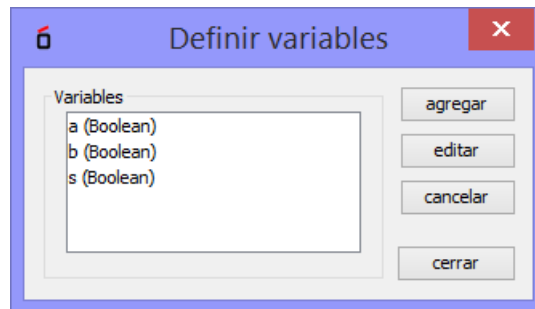 ó
Definir variables
Variables
a (Boolean)
b (Boolean)
s (Boolean)
agregar
editar
cancelar
cerrar